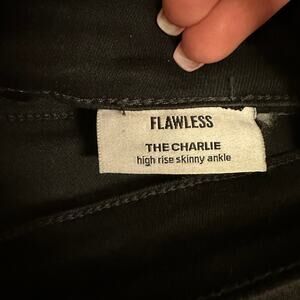 FLAWLESS
THE CHARLIE
high rise skinny ankle